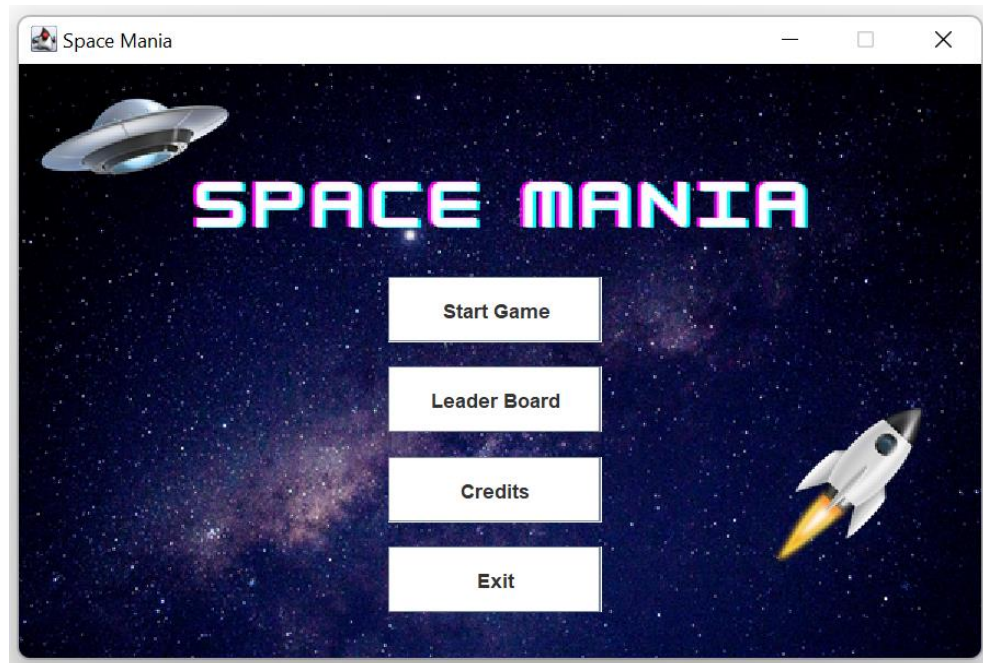 Space Mania
SPACE MANIA
Start Game
Leader Board
Credits
Exit